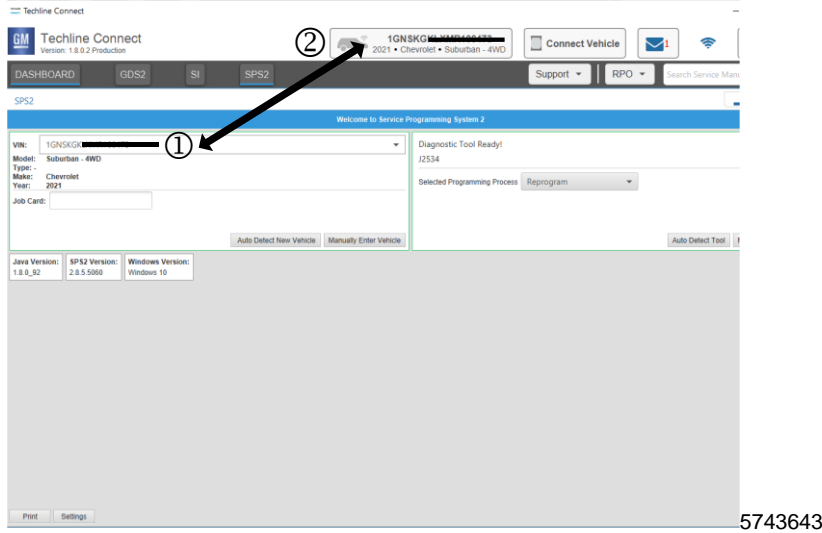 Techline Connect
GM
Techline Connect
Version: 1.8.0.2 Production
②
2021 • Chevrolet • Suburban - 4WD
Connect Vehicle
1
DASHBOARD GDS2 SI SPS2
Support
RPO
Search Service Manu
SPS2
Welcome to Service Programming System 2
VIN: 1GNSKGK
①
Model: Suburban - 4WD
Type: -
Make: Chevrolet
Year: 2021
Job Card:
Auto Detect New Vehicle Manually Enter Vehicle
Diagnostic Tool Ready!
J2534
Selected Programming Process Reprogram
Auto Detect Tool
Java Version: SPS2 Version: Windows Version:
1.8.0_92 2.8.5.5060 Windows 10
Print Settings
5743643